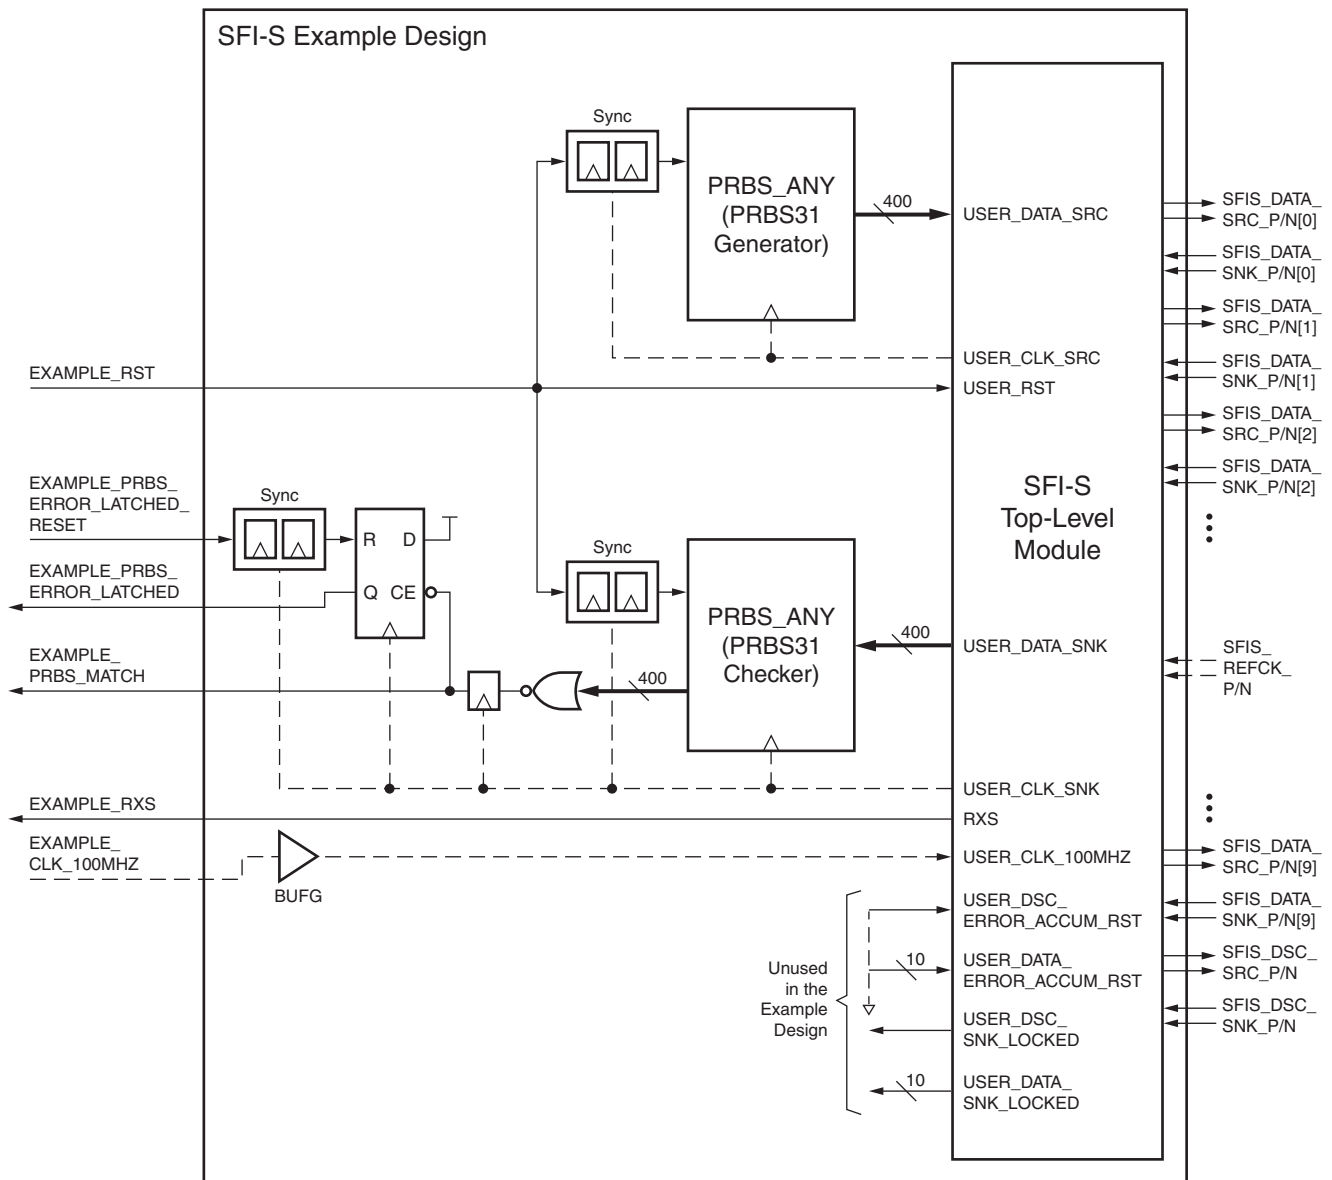 SFI-S Example Design
Sync
PRBS_ANY
(PRBS31
Generator)
400
USER_DATA_SRC
USER_CLK_SRC
EXAMPLE_RST
USER_RST
EXAMPLE_PRBS_
ERROR_LATCHED_
RESET
Sync
R
D
Q
CE
EXAMPLE_PRBS_
ERROR_LATCHED
EXAMPLE_
PRBS_MATCH
Sync
PRBS_ANY
(PRBS31
Checker)
400
400
USER_DATA_SNK
SFI-S
Top-Level
Module
USER_CLK_SNK
EXAMPLE_RXS
RXS
EXAMPLE_
CLK_100MHZ
BUFG
USER_CLK_100MHZ
Unused
in the
Example
Design
USER_DSC_
ERROR_ACCUM_RST
10
USER_DATA_
ERROR_ACCUM_RST
USER_DSC_
SNK_LOCKED
10
USER_DATA_
SNK_LOCKED
SFIS_DATA_
SRC_P/N[0]
SFIS_DATA_
SNK_P/N[0]
SFIS_DATA_
SRC_P/N[1]
SFIS_DATA_
SNK_P/N[1]
SFIS_DATA_
SRC_P/N[2]
SFIS_DATA_
SNK_P/N[2]
SFIS_
REFCK_
P/N
SFIS_DATA_
SRC_P/N[9]
SFIS_DATA_
SNK_P/N[9]
SFIS_DSC_
SRC_P/N
SFIS_DSC_
SNK_P/N